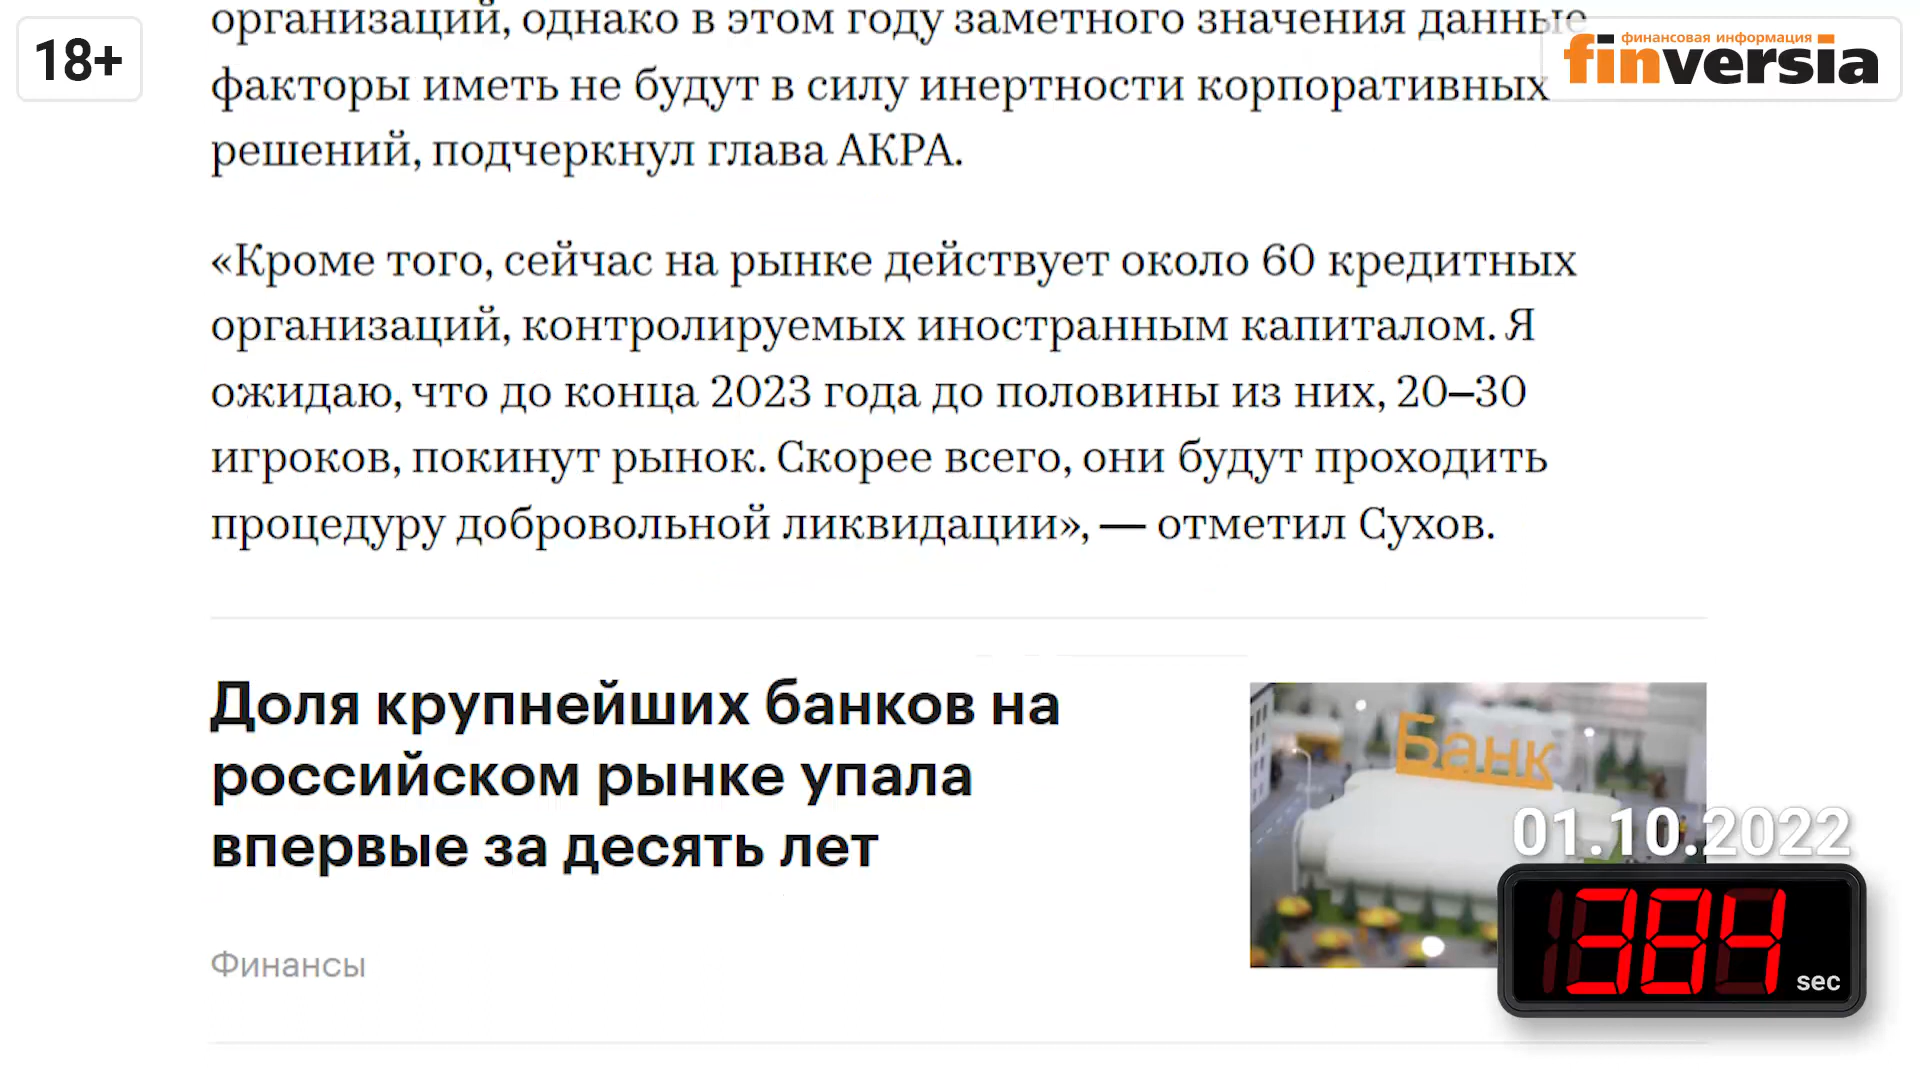 18+
финансовая информация
finversia
организаций, однако в этом году заметного значения данные
факторы иметь не будут в силу инертности корпоративных
решений, подчеркнул глава АКРА.
«Кроме того, сейчас на рынке действует около 60 кредитных
организаций, контролируемых иностранным капиталом. Я
ожидаю, что до конца 2023 года до половины из них, 20–30
игроков, покинут рынок. Скорее всего, они будут проходить
процедуру добровольной ликвидации», — отметил Сухов.
Доля крупнейших банков на
российском рынке упала
впервые за десять лет
Финансы
Банк
01.10.2022
384
sec